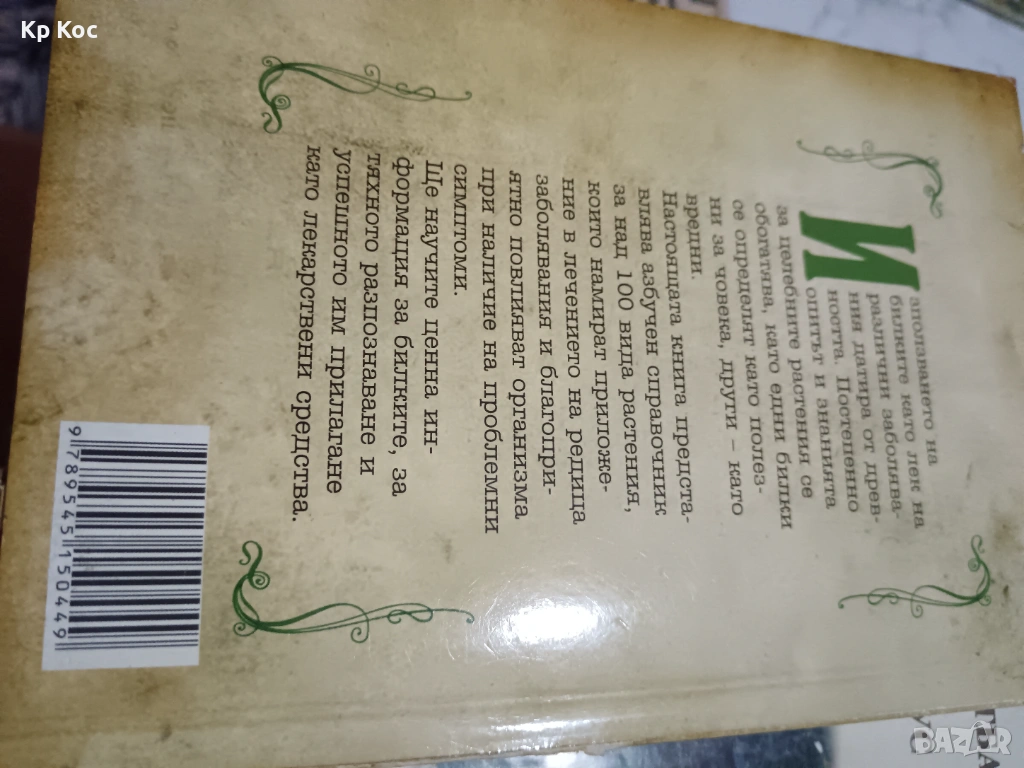 Кр Кос
Използването на
билките като лек на
различни заболява-
ния датира от древ-
ността. Постепенно
опитът и знанията
за целебните растения се
обогатява, като едни билки
се определят като полез-
ни за човека, други – като
вредни.
Настоящата книга предста-
влява азбучен справочник
за над 100 вида растения,
които намират приложе-
ние в лечението на редица
заболявания и благопри-
ятно повлияват организма
при наличие на проблемни
симптоми.
Ще научите ценна ин-
формация за билките, за
тяхното разпознаване и
успешното им прилагане
като лекарствени средства.
9789545150449
BAZAR